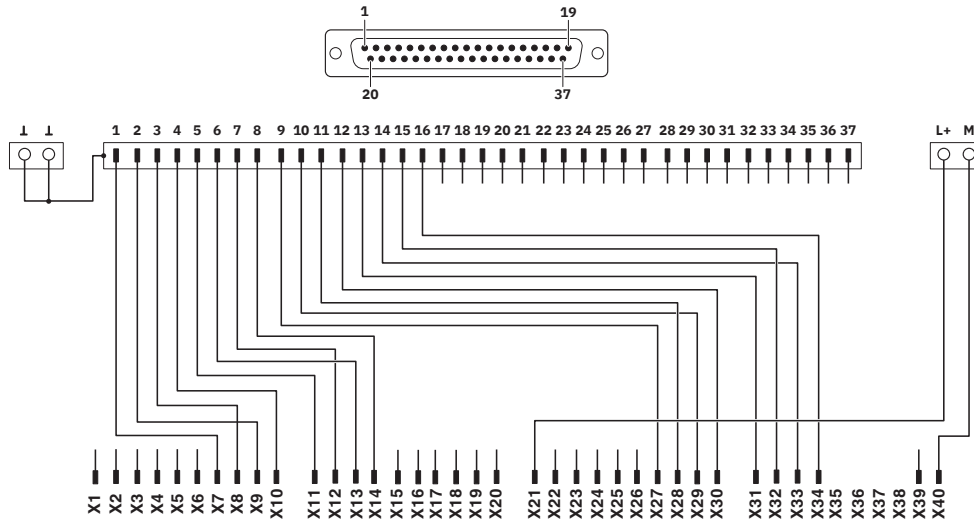 1 19
20 37
⊥ ⊥ 1 2 3 4 5 6 7 8 9 10 11 12 13 14 15 16 17 18 19 20 21 22 23 24 25 26 27 28 29 30 31 32 33 34 35 36 37 L+ M
X1 X2 X3 X4 X5 X6 X7 X8 X9 X10 X11 X12 X13 X14 X15 X16 X17 X18 X19 X20 X21 X22 X23 X24 X25 X26 X27 X28 X29 X30 X31 X32 X33 X34 X35 X36 X37 X38 X39 X40